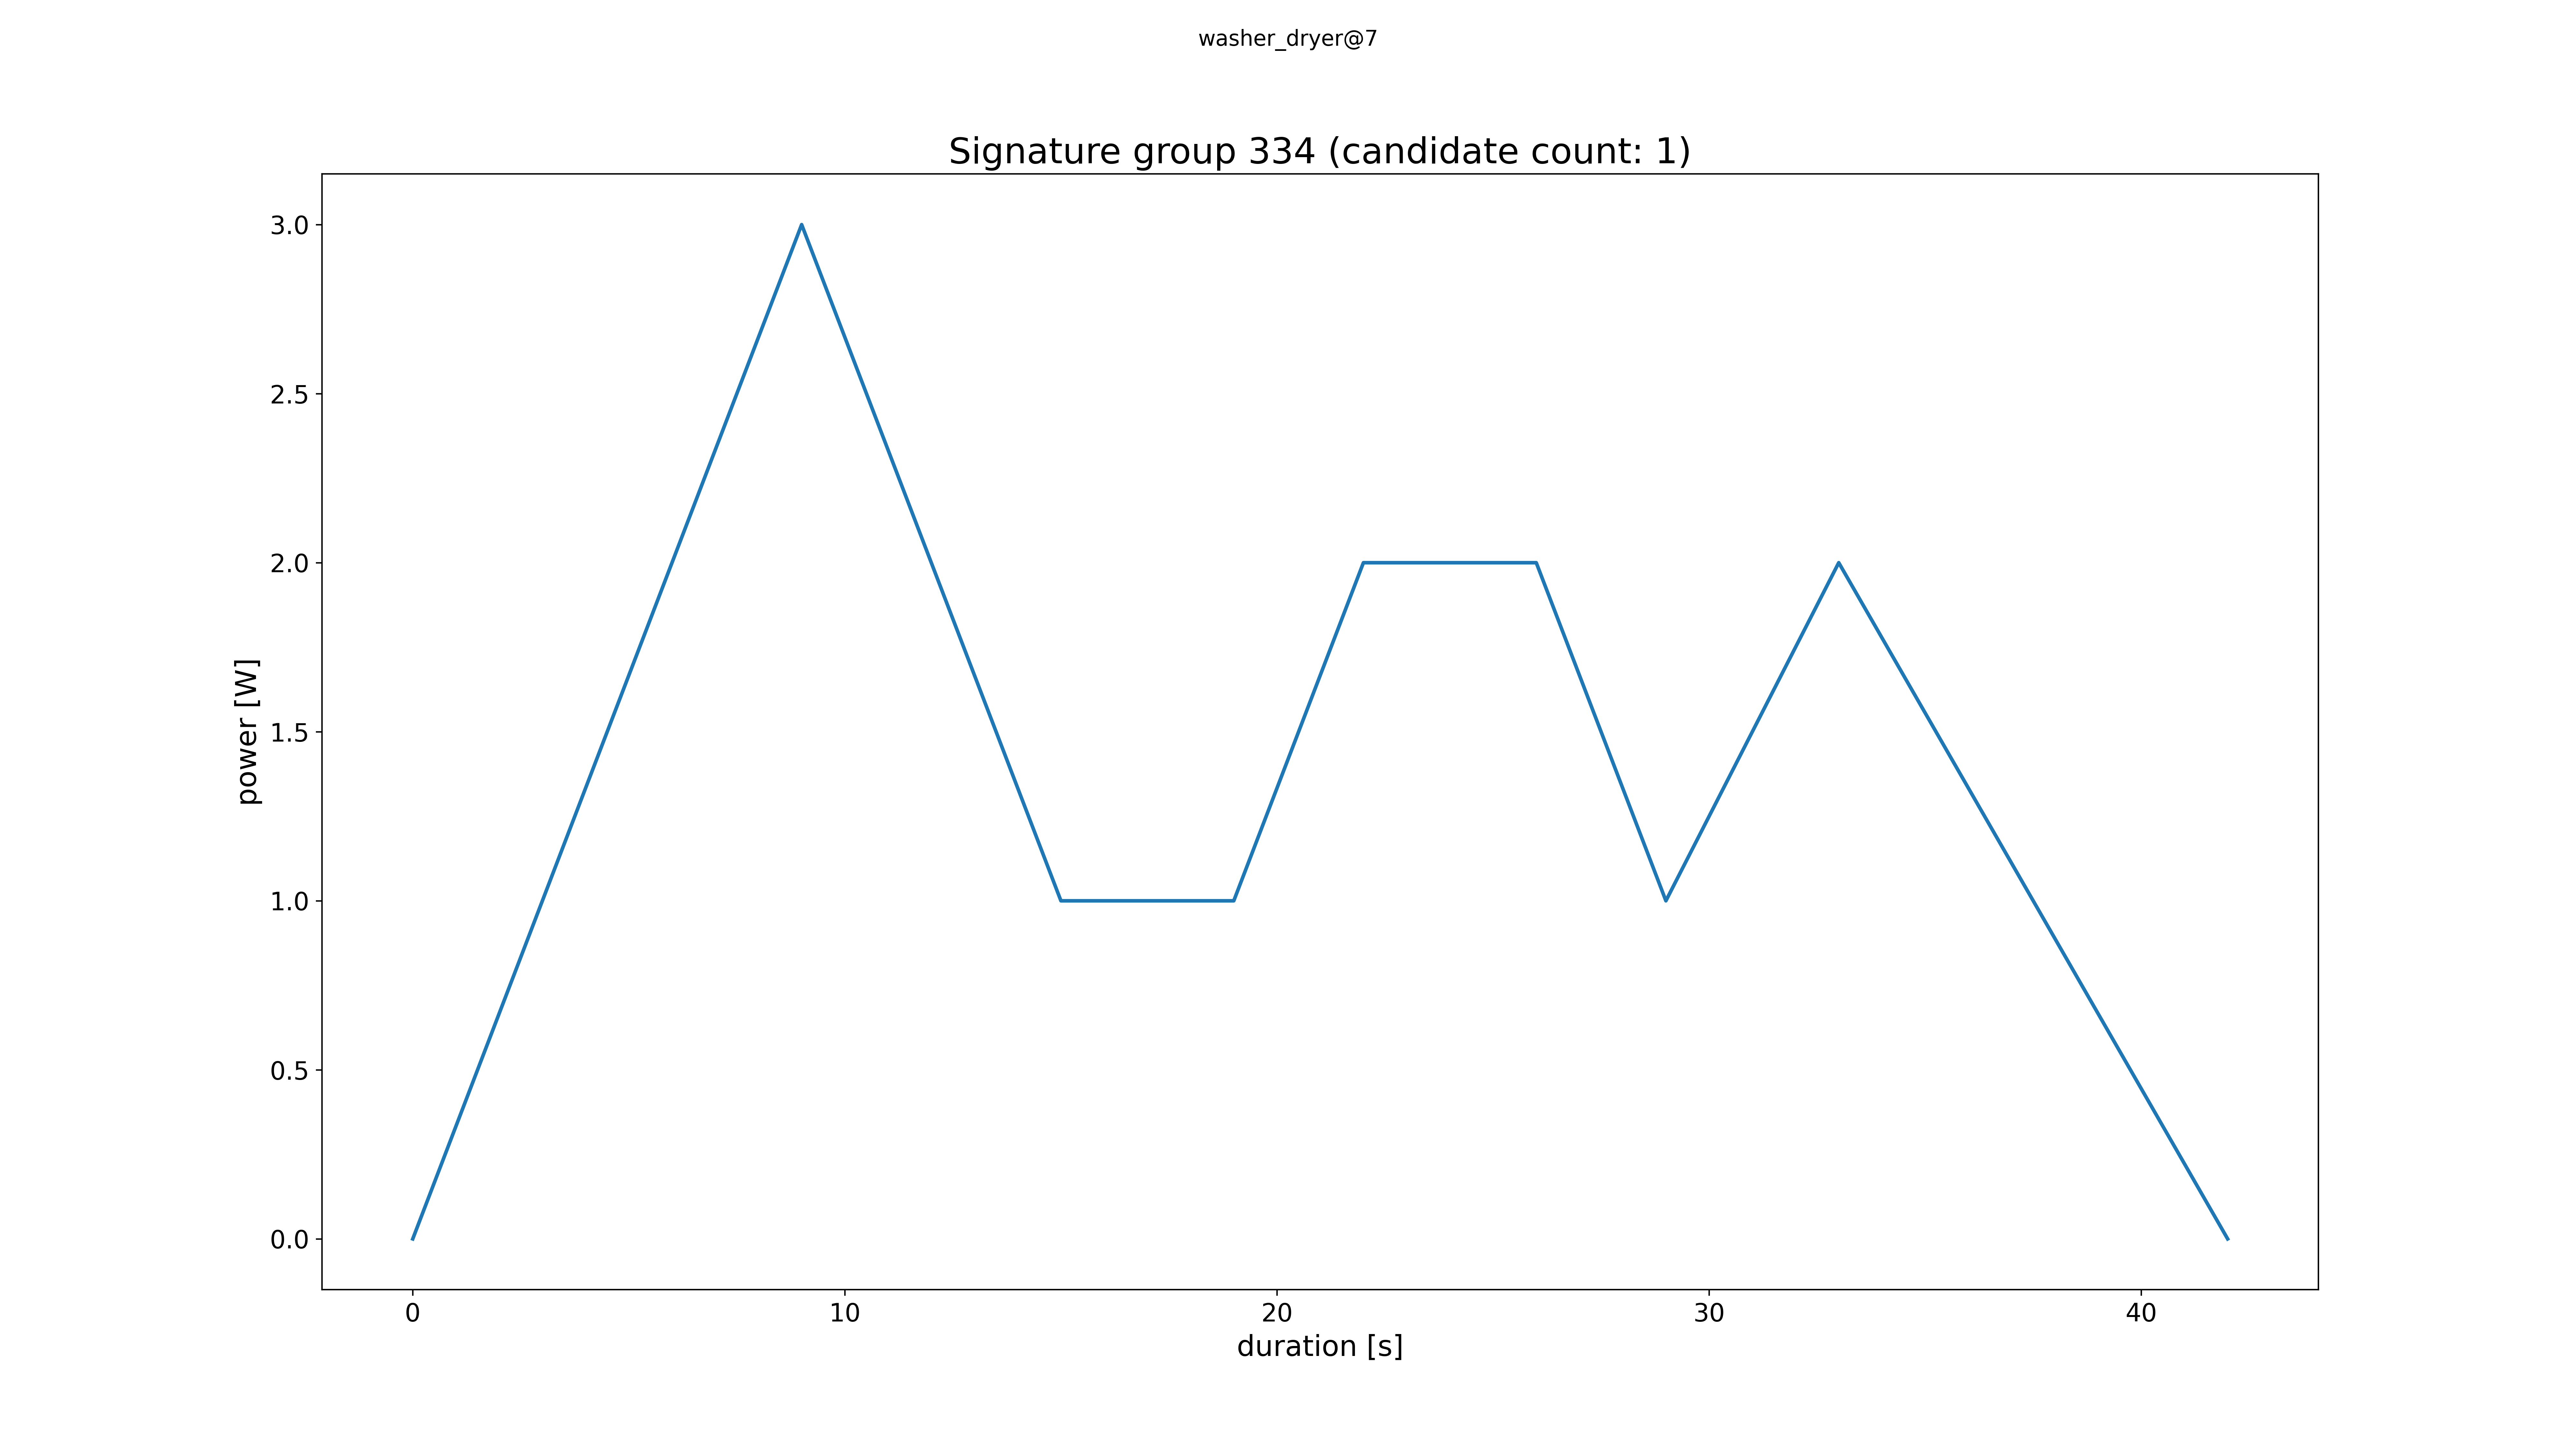 washer_dryer@7
Signature group 334 (candidate count: 1)
3.0
2.5
2.0
1.5
1.0
0.5
0.0
power [W]
0 10 20 30 40
duration [s]